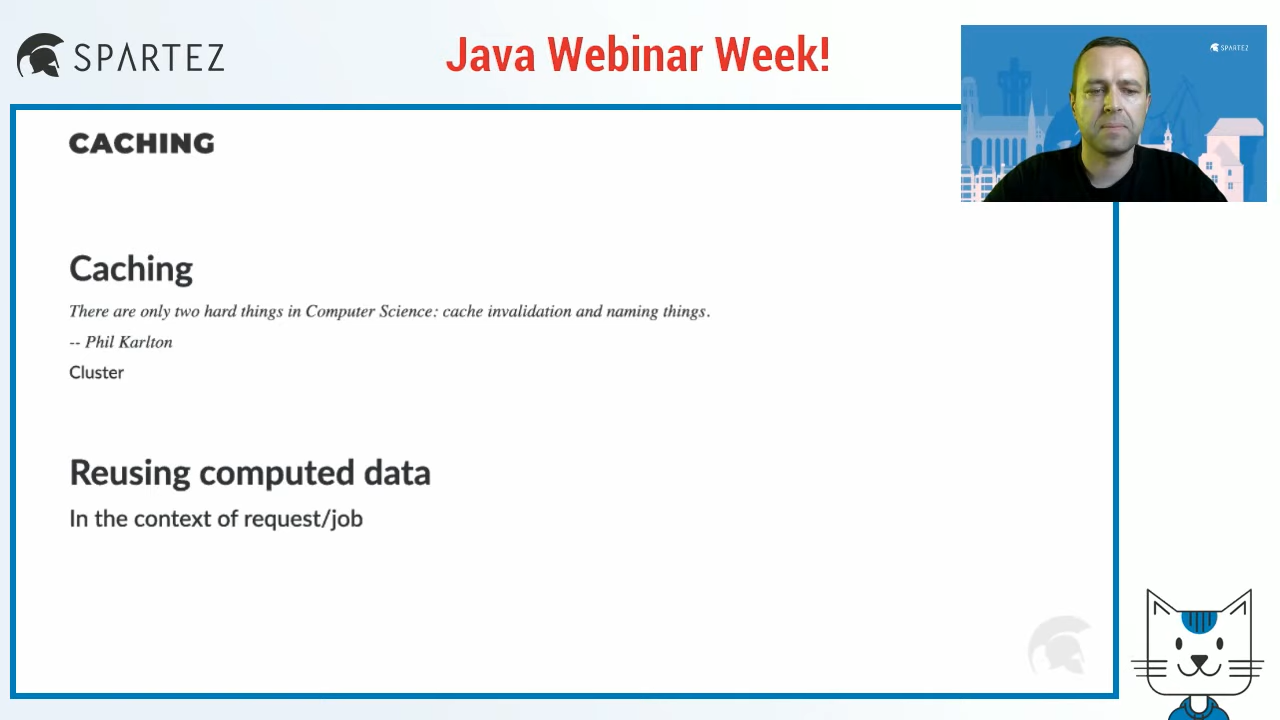 SPARTEZ
Java Webinar Week!
SPARTEZ
CACHING
Caching
There are only two hard things in Computer Science: cache invalidation and naming things.
-- Phil Karlton
Cluster
Reusing computed data
In the context of request/job